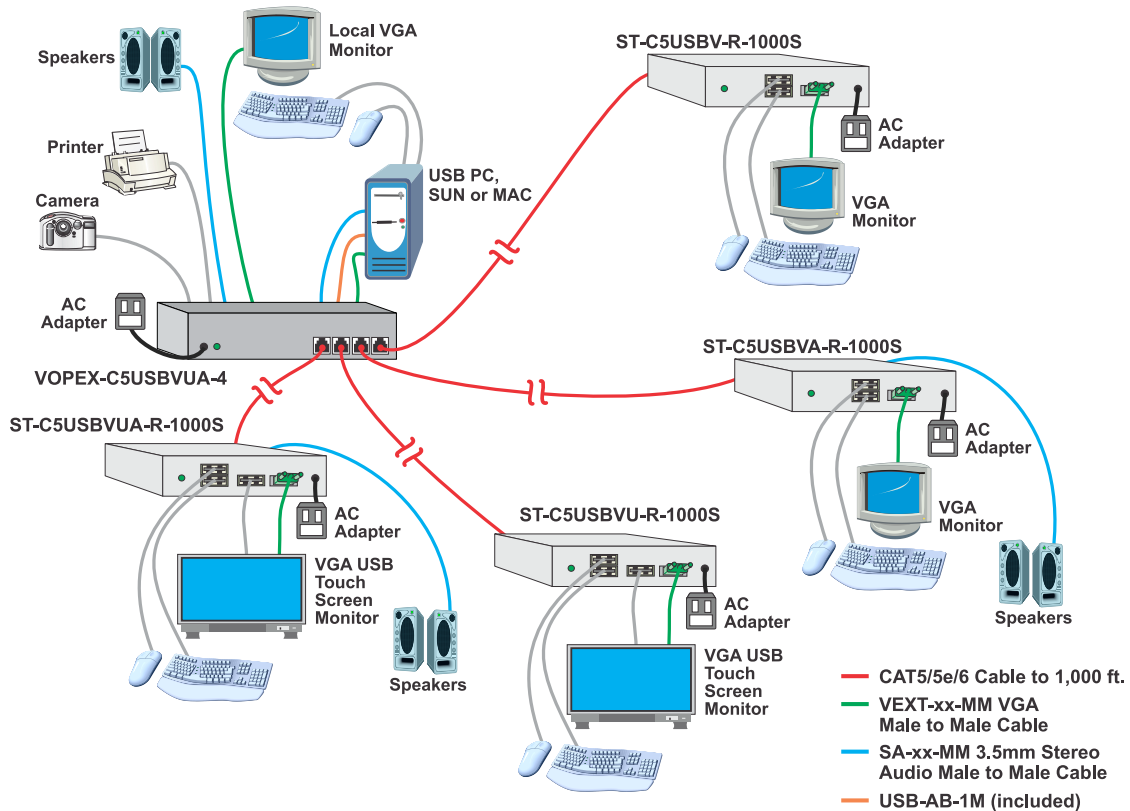 Speakers
Local VGA
Monitor
Printer
Camera
USB PC,
SUN or MAC
AC
Adapter
VOPEX-C5USBVUA-4
ST-C5USBV-R-1000S
AC
Adapter
VGA
Monitor
ST-C5USBVA-R-1000S
AC
Adapter
VGA
Monitor
Speakers
ST-C5USBVUA-R-1000S
AC
Adapter
VGA USB
Touch
Screen
Monitor
Speakers
ST-C5USBVU-R-1000S
AC
Adapter
VGA USB
Touch
Screen
Monitor
CAT5/5e/6 Cable to 1,000 ft.
VEXT-xx-MM VGA
Male to Male Cable
SA-xx-MM 3.5mm Stereo
Audio Male to Male Cable
USB-AB-1M (included)